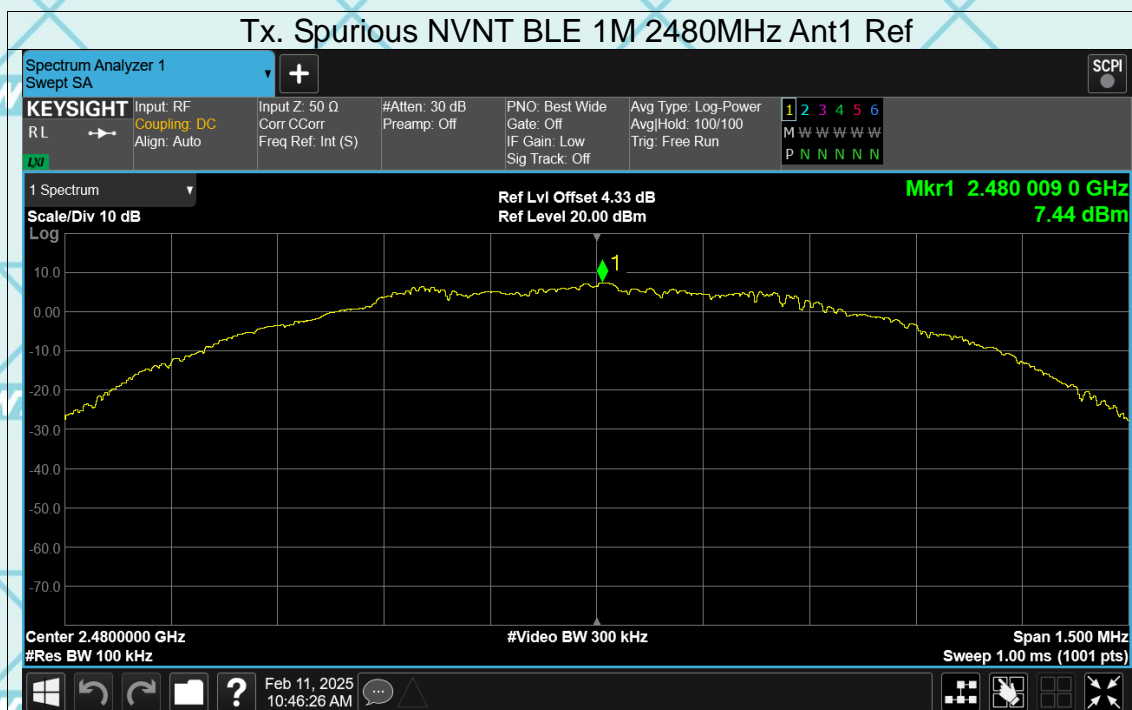 Tx. Spurious NVNT BLE 1M 2480MHz Ant1 Ref
Spectrum Analyzer 1
Swept SA
+
SCPI
KEYSIGHT
R L
LXI
Input: RF
Coupling: DC
Align: Auto
Input Z: 50 Ω
Corr CCorr
Freq Ref: Int (S)
#Atten: 30 dB
Preamp: Off
PNO: Best Wide
Gate: Off
IF Gain: Low
Sig Track: Off
Avg Type: Log-Power
Avg|Hold: 100/100
Trig: Free Run
1 2 3 4 5 6
M W W W W W
P N N N N N
1 Spectrum
Scale/Div 10 dB
Log
Ref Lvl Offset 4.33 dB
Ref Level 20.00 dBm
Mkr1 2.480 009 0 GHz
7.44 dBm
1
10.0
0.00
-10.0
-20.0
-30.0
-40.0
-50.0
-60.0
-70.0
Center 2.4800000 GHz
#Res BW 100 kHz
#Video BW 300 kHz
Span 1.500 MHz
Sweep 1.00 ms (1001 pts)
?
Feb 11, 2025
10:46:26 AM